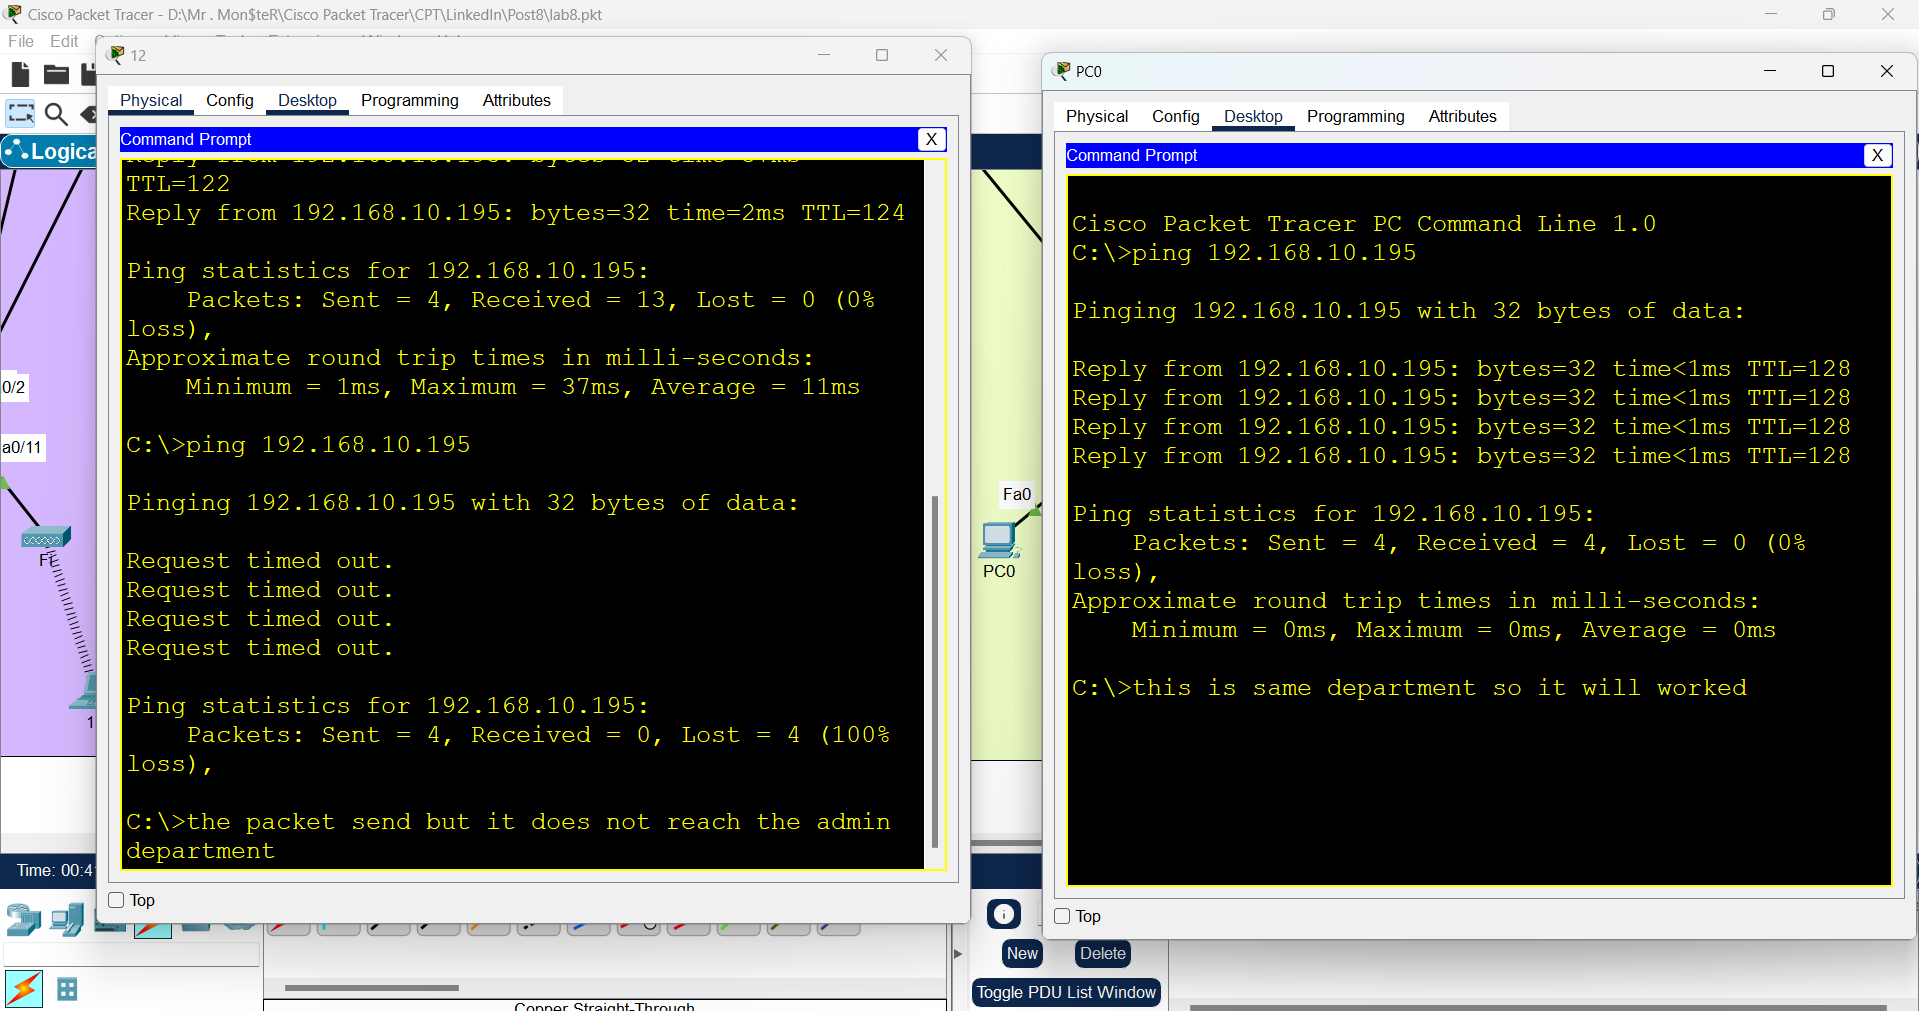 Cisco Packet Tracer - D:\Mr . Mon$teR\Cisco Packet Tracer\CPT\LinkedIn\Post8\lab8.pkt
File Edit
Logica
0/2
a0/11
Time: 00:4
12
Physical Config Desktop Programming Attributes
Command Prompt X
TTL=122
Reply from 192.168.10.195: bytes=32 time=2ms TTL=124
Ping statistics for 192.168.10.195:
Packets: Sent = 4, Received = 13, Lost = 0 (0%
loss),
Approximate round trip times in milli-seconds:
Minimum = 1ms, Maximum = 37ms, Average = 11ms
C:\>ping 192.168.10.195
Pinging 192.168.10.195 with 32 bytes of data:
Request timed out.
Request timed out.
Request timed out.
Request timed out.
Ping statistics for 192.168.10.195:
Packets: Sent = 4, Received = 0, Lost = 4 (100%
loss),
C:\>the packet send but it does not reach the admin
department
Top
Fa0
PC0
PC0
Physical Config Desktop Programming Attributes
Command Prompt X
Cisco Packet Tracer PC Command Line 1.0
C:\>ping 192.168.10.195
Pinging 192.168.10.195 with 32 bytes of data:
Reply from 192.168.10.195: bytes=32 time<1ms TTL=128
Reply from 192.168.10.195: bytes=32 time<1ms TTL=128
Reply from 192.168.10.195: bytes=32 time<1ms TTL=128
Reply from 192.168.10.195: bytes=32 time<1ms TTL=128
Ping statistics for 192.168.10.195:
Packets: Sent = 4, Received = 4, Lost = 0 (0%
loss),
Approximate round trip times in milli-seconds:
Minimum = 0ms, Maximum = 0ms, Average = 0ms
C:\>this is same department so it will worked
Top
New Delete
Toggle PDU List Window
Copper Straight-Through